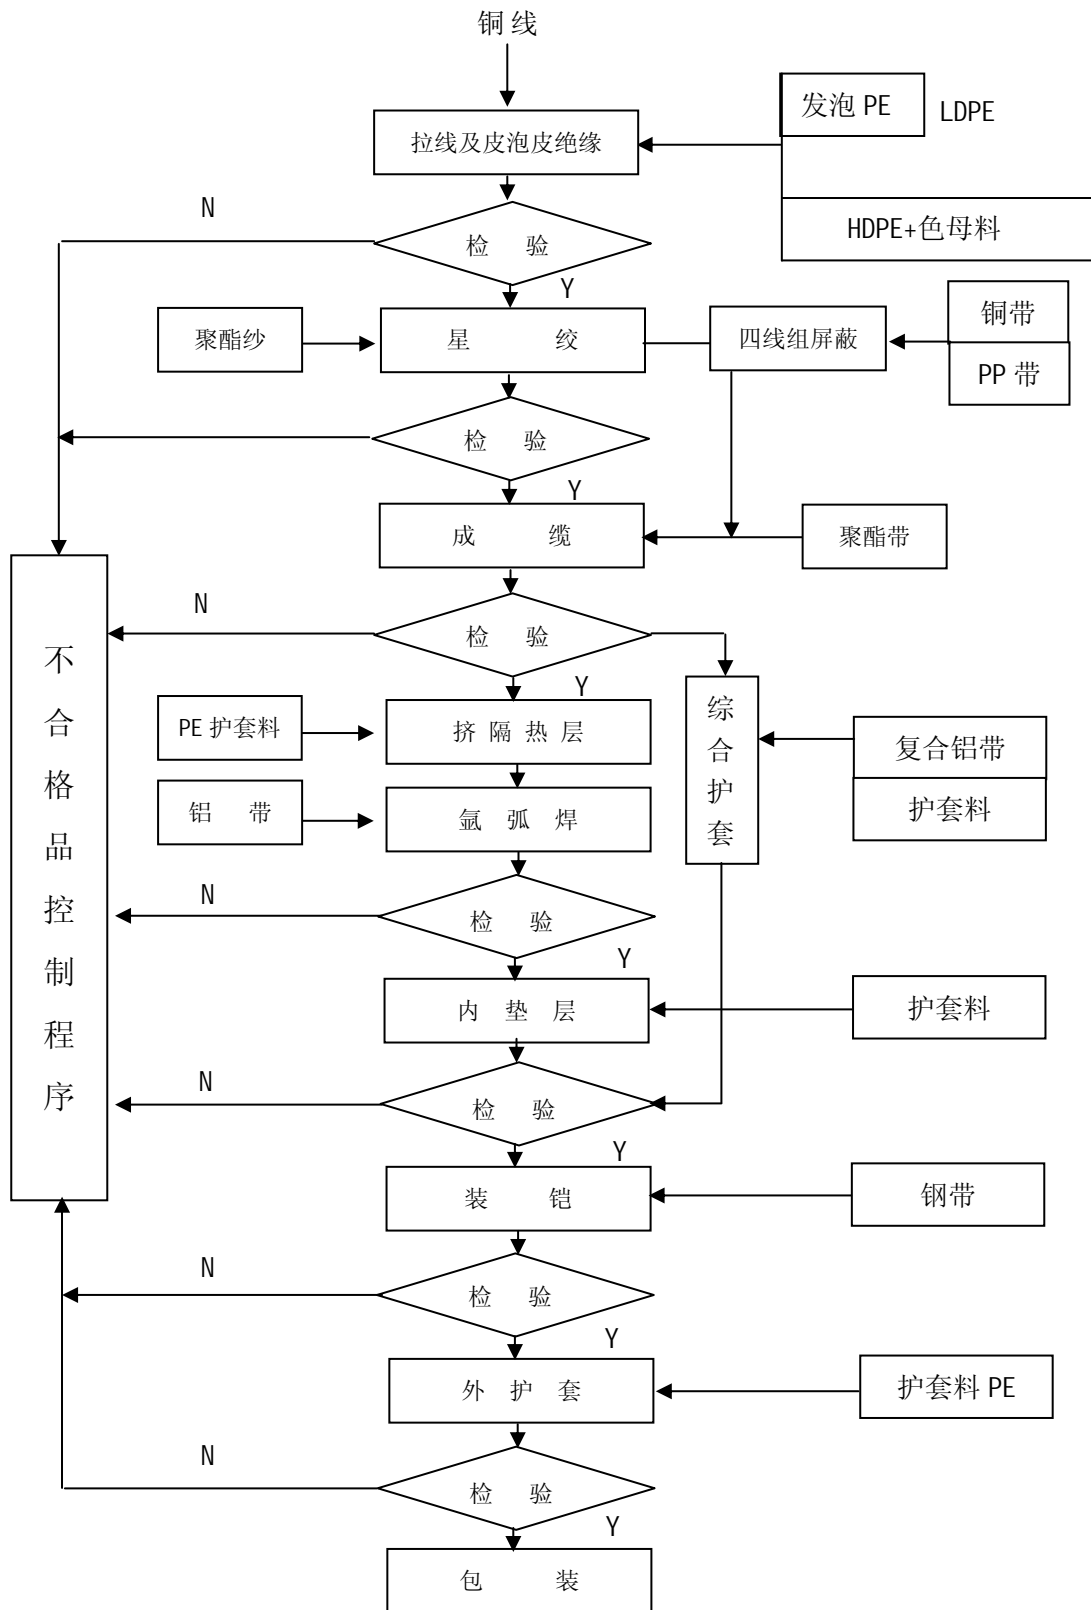 铜线
发泡 PE
LDPE
拉线及皮泡皮绝缘
N
HDPE+色母料
检 验
Y
铜带
聚酯纱
星 绞
四线组屏蔽
PP 带
检 验
Y
成 缆
聚酯带
N
检 验
Y
不合格品控制程序
PE 护套料
挤隔热层
综合护套
复合铝带
护套料
铝 带
氩弧焊
N
检 验
Y
内垫层
护套料
N
检 验
Y
装 铠
钢带
N
检 验
Y
外护套
护套料 PE
N
检 验
Y
包 装